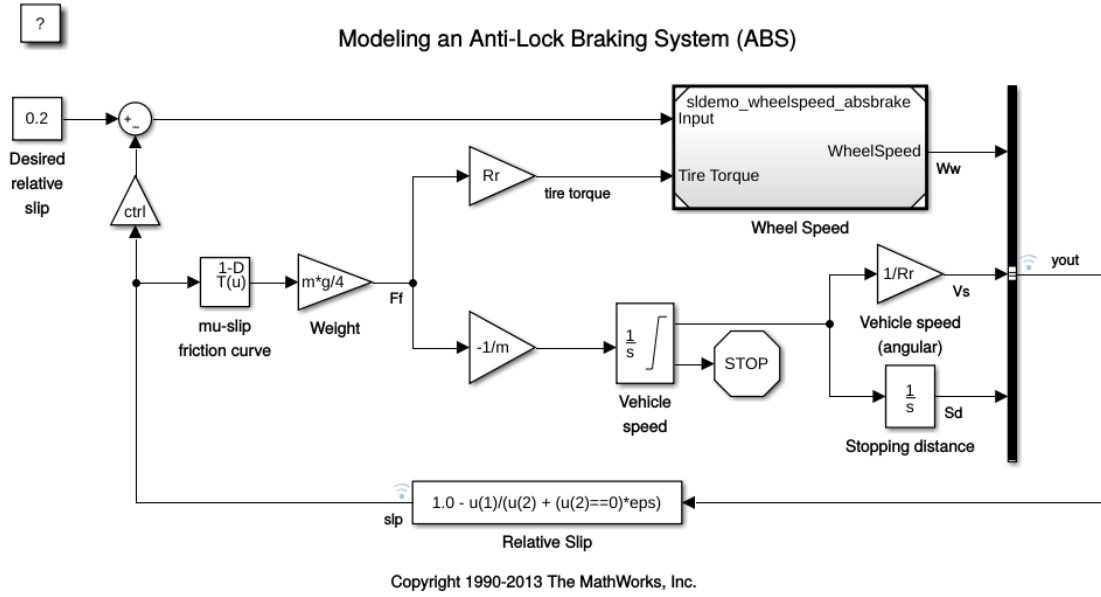 ?
Modeling an Anti-Lock Braking System (ABS)
0.2
Desired
relative
slip
+
−
ctrl
sldemo_wheelspeed_absbrake
Input
WheelSpeed
Tire Torque
Wheel Speed
Ww
Rr
tire torque
1-D
T(u)
mu-slip
friction curve
m*g/4
Weight
Ff
-1/m
1
s
Vehicle
speed
STOP
1/Rr
Vehicle speed
(angular)
Vs
yout
1
s
Stopping distance
Sd
1.0 - u(1)/(u(2) + (u(2)==0)*eps)
slp
Relative Slip
Copyright 1990-2013 The MathWorks, Inc.